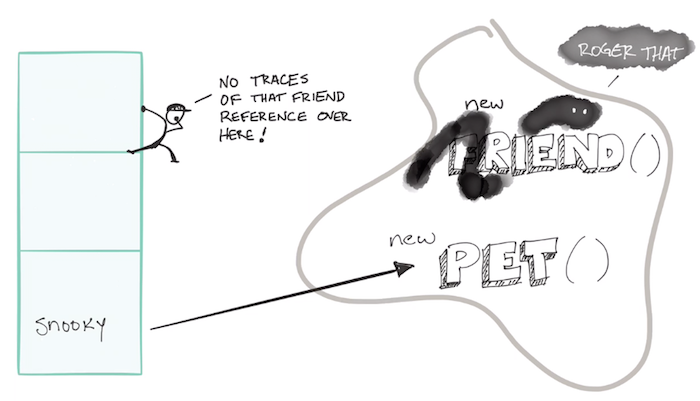 NO TRACES
OF THAT FRIEND
REFERENCE OVER
HERE!
ROGER THAT
new
FRIEND()
new
PET()
Snooky